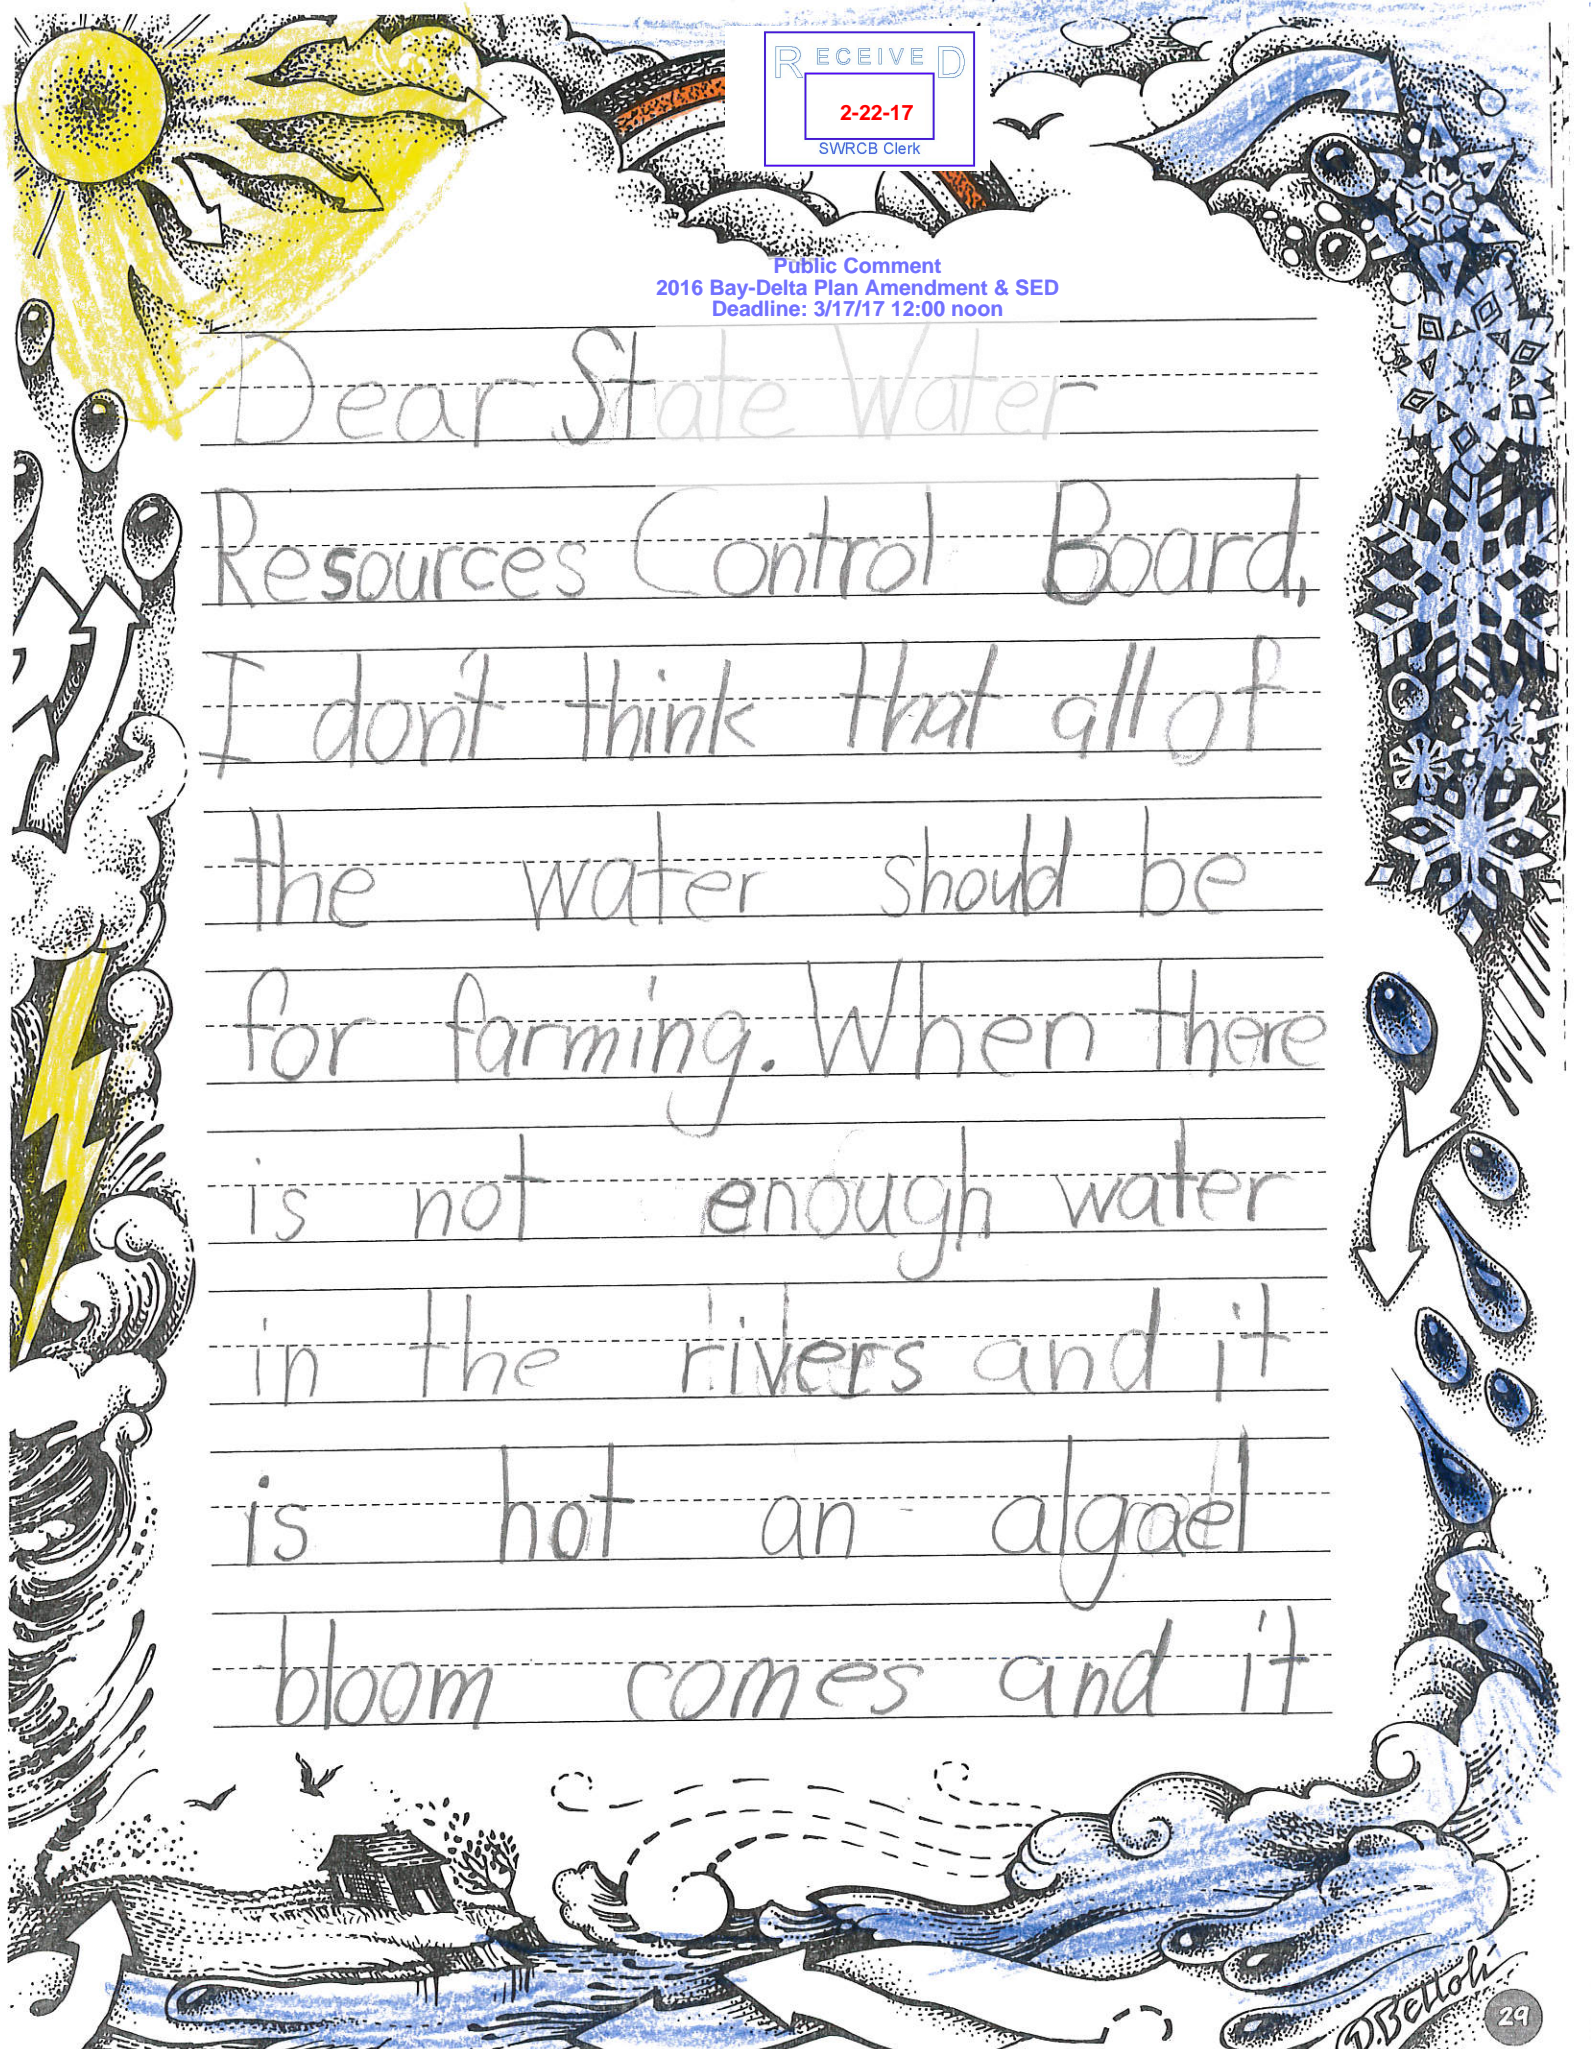 RECEIVED
2-22-17
SWRCB Clerk
Public Comment
2016 Bay-Delta Plan Amendment & SED
Deadline: 3/17/17 12:00 noon
Dear State Water
Resources Control Board,
I don't think that all of
the water should be
for farming. When there
is not enough water
in the rivers and it
is hot an algael
bloom comes and it
D.Bettoli
29